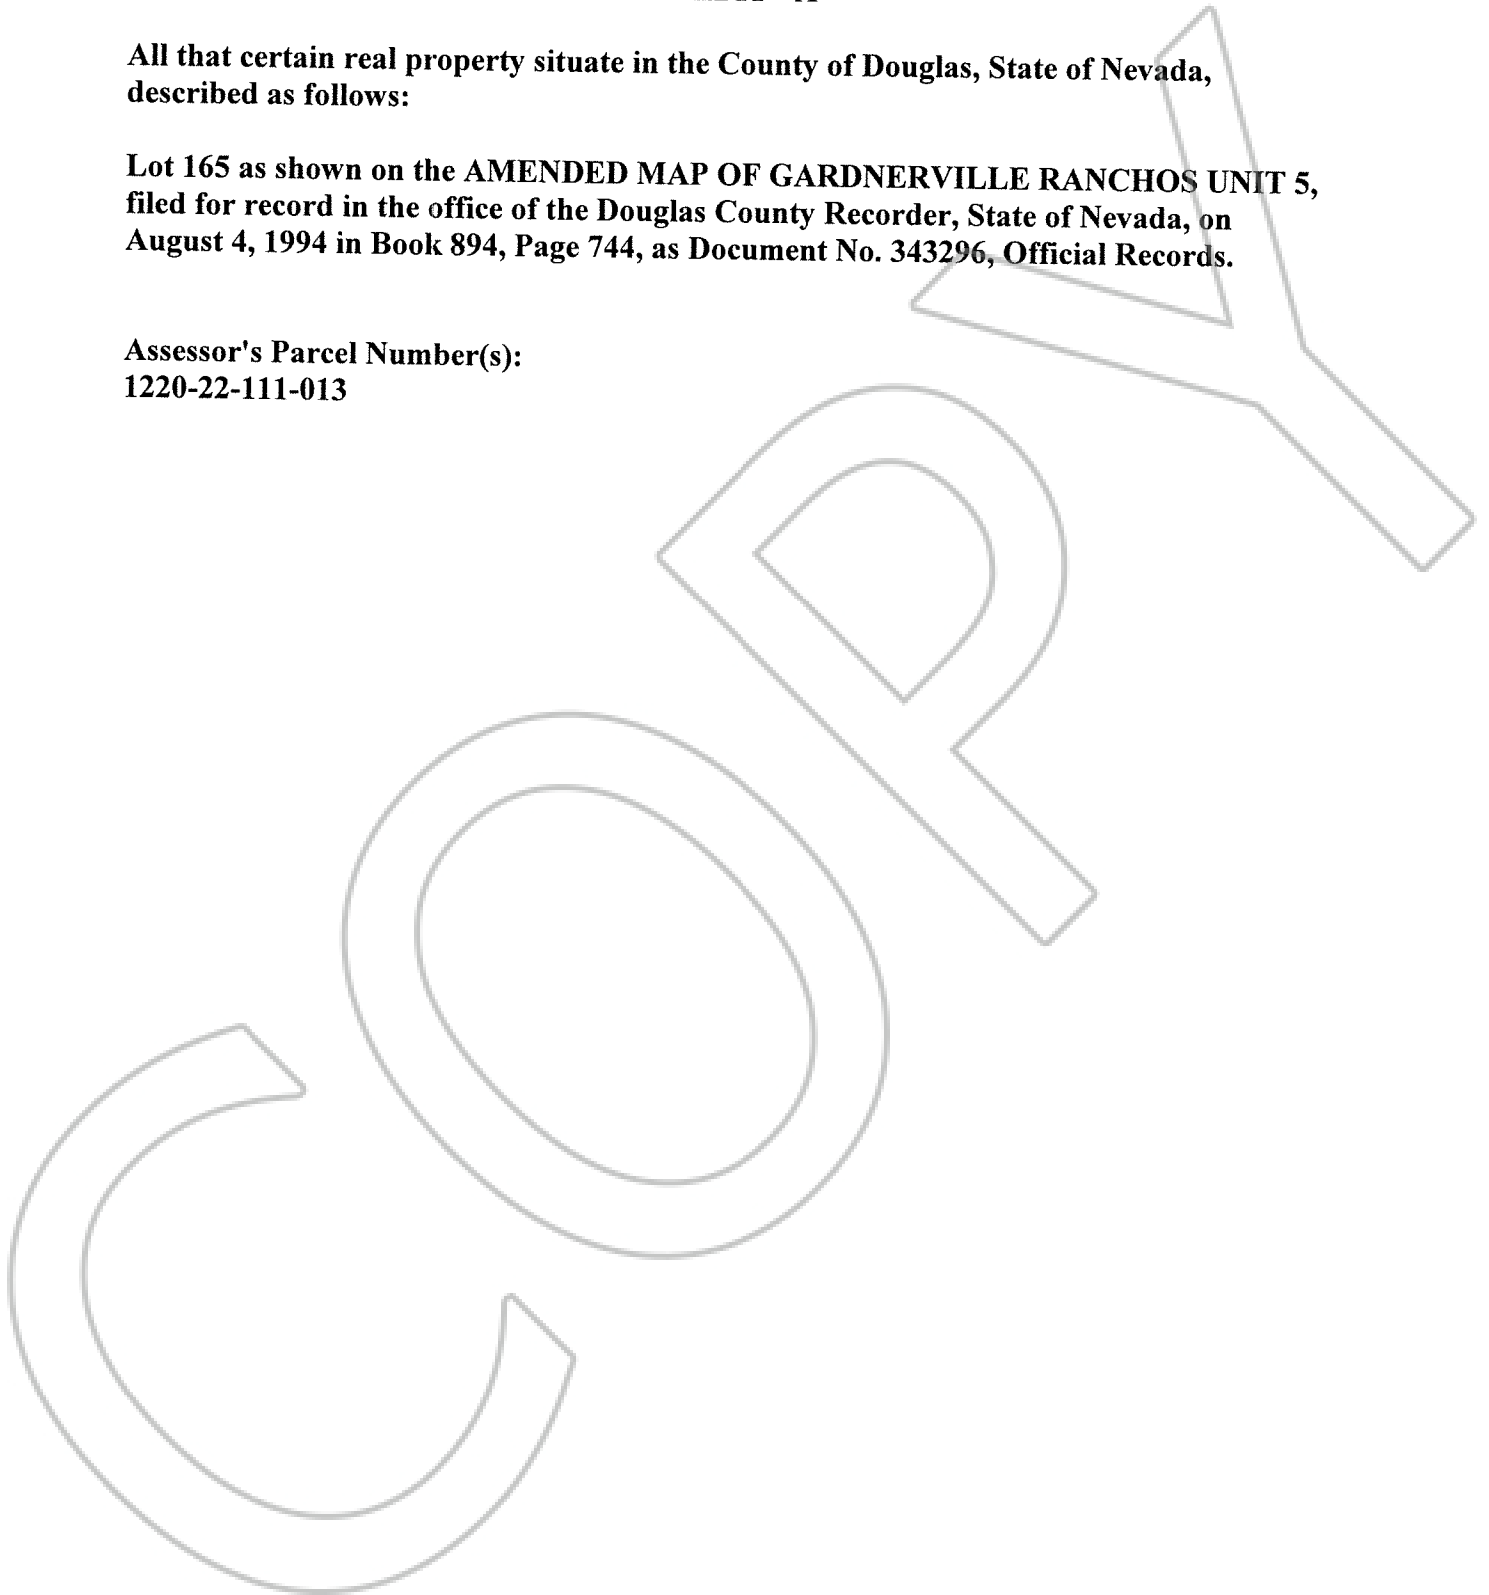 All that certain real property situate in the County of Douglas, State of Nevada,
described as follows:
Lot 165 as shown on the AMENDED MAP OF GARDNERVILLE RANCHOS UNIT 5,
filed for record in the office of the Douglas County Recorder, State of Nevada, on
August 4, 1994 in Book 894, Page 744, as Document No. 343296, Official Records.
Assessor's Parcel Number(s):
1220-22-111-013
COPY